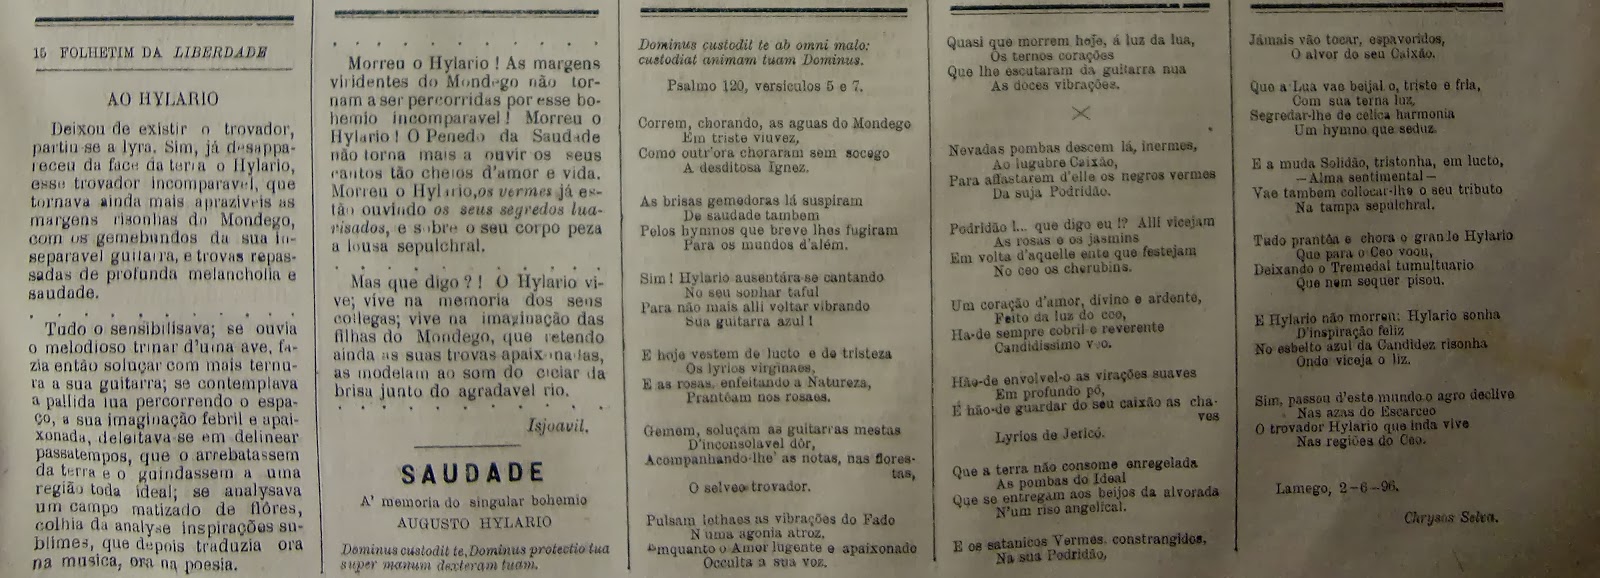 15 FOLHETIM DA LIBERDADE
AO HYLARIO
Deixou de existir o trovador,
partiu-se a lyra. Sim, já desappa-
receu da face da terra o Hylario,
esse trovador incomparavel, que
tornava ainda mais apraziveis as
margens risonhas do Mondego,
com os gemebundos da sua in-
separavel guitarra, e trovas repas-
sadas de profunda melancholia e
saudade.
Tudo o sensibilisava; se ouvia
o melodioso trinar d'uma ave, fa-
zia então soluçar com mais ternu-
ra a sua guitarra; se contemplava
a pallida lua percorrendo o espa-
ço, a sua imaginação febril e apai-
xonada, deleitava-se em delinear
passatempos, que o arrebatassem
da terra e o guindassem a uma
região toda ideal; se analysava
um campo matizado de flôres,
colhia da analyse inspirações su-
blimes, que depois traduzia ora
na musica, ora na poesia.
Morreu o Hylario! As margens
viridentes do Mondego não tor-
nam a ser percorridas por esse bo-
hemio incomparavel! Morreu o
Hylario! O Penedo da Saudade
não torna mais a ouvir os seus
cantos tão cheios d'amor e vida.
Morreu o Hylario, os vermes já es-
tão ouvindo os seus segredos lua-
risados, e sobre o seu corpo peza
a lousa sepulchral.
Mas que digo?! O Hylario vi-
ve; vive na memoria dos seus
collegas; vive na imaginação das
filhas do Mondego, que retendo
ainda as suas trovas apaixonadas,
as modelam ao som do ciciar da
brisa junto do agradavel rio.
Isjoavil.
SAUDADE
A' memoria do singular bohemio
AUGUSTO HYLARIO
Dominus custodit te, Dominus protectio tua
super manum dexteram tuam.
Dominus custodit te ab omni malo:
custodiat animam tuam Dominus.
Psalmo 120, versiculos 5 e 7.
Correm, chorando, as aguas do Mondego
Em triste viuvez,
Como outr'ora choraram sem socego
A desditosa Ignez.
As brisas gemedoras lá suspiram
De saudade tambem
Pelos hymnos que breve lhes fugiram
Para os mundos d'além.
Sim! Hylario ausentára-se cantando
No seu sonhar taful
Para não mais alli voltar vibrando
Sua guitarra azul!
E hoje vestem de lucto e de tristeza
Os lyrios virginaes,
E as rosas, enfeitando a Natureza,
Prantêam nos rosaes.
Gemem, soluçam as guitarras mestas
D'inconsolavel dôr,
Acompanhando-lhe' as notas, nas flores-
tas,
O selveo trovador.
Pulsam lethaes as vibrações do Fado
N'uma agonia atroz,
Emquanto o Amor lugente e apaixonado
Occulta a sua voz.
Quasi que morrem hoje, á luz da lua,
Os ternos corações
Que lhe escutaram da guitarra nua
As doces vibrações.
×
Nevadas pombas descem lá, inermes,
Ao lugubre Caixão,
Para affastarem d'elle os negros vermes
Da suja Podridão.
Podridão!... que digo eu!? Alli vicejam
As rosas e os jasmins
Em volta d'aquelle ente que festejam
No ceo os cherubins.
Um coração d'amor, divino e ardente,
Feito da luz do ceo,
Ha-de sempre cobril-o reverente
Candidissimo veo.
Hão-de envolvel-o as virações suaves
Em profundo pó,
E hão-de guardar do seu caixão as cha-
ves
Lyrios de Jericó.
Que a terra não consome enregelada
As pombas do Ideal
Que se entregam aos beijos da alvorada
N'um riso angelical.
E os satanicos Vermes, constrangidos,
Na sua Podridão,
Jámais vão tocar, espavoridos,
O alvor do seu Caixão.
Que a Lua vae beijal-o, triste e fria,
Com sua terna luz,
Segredar-lhe de celica harmonia
Um hymno que seduz.
E a muda Solidão, tristonha, em lucto,
—Alma sentimental—
Vae tambem collocar-lhe o seu tributo
Na tampa sepulchral.
Tudo prantêa e chora o grande Hylario
Que para o Ceo voou,
Deixando o Tremedal tumultuario
Que nem sequer pisou.
E Hylario não morreu: Hylario sonha
D'inspiração feliz
No esbelto azul da Candidez risonha
Onde viceja o liz.
Sim, passou d'este mundo o agro declive
Nas azas do Escarceo
O trovador Hylario que inda vive
Nas regiões do Ceo.
Lamego, 2-6-96.
Chrysos Selva.